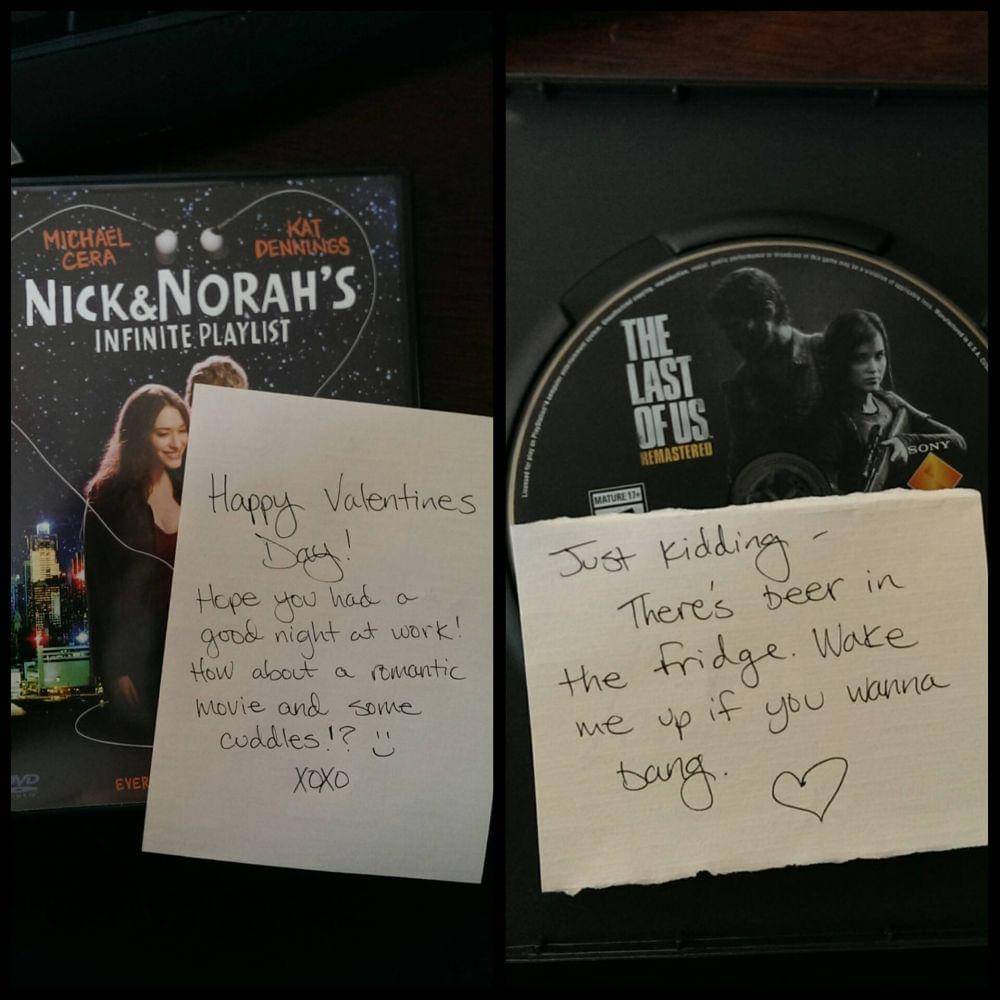 MICHAEL
CERA
KAT
DENNINGS
NICK&NORAH'S
INFINITE PLAYLIST
Happy Valentines
Day!
Hope you had a
good night at work!
How about a romantic
movie and some
cuddles!? :)
XOXO
EVER
THE
LAST
OF US
REMASTERED
SONY
MATURE 17+
Just Kidding -
There's beer in
the fridge. Wake
me up if you wanna
bang. ♡